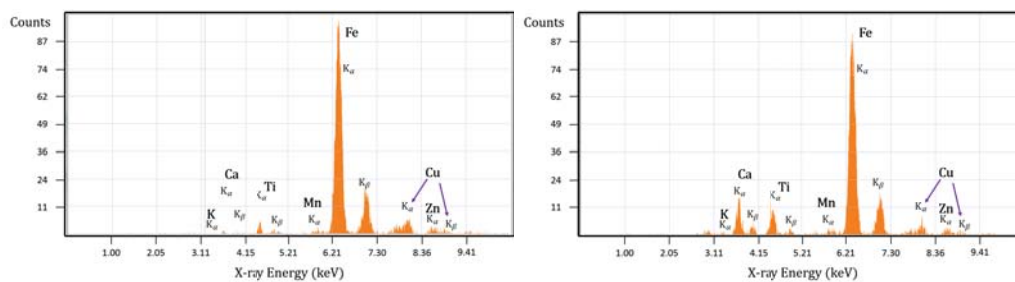 Counts
87
74
62
49
36
24
11
Fe
Kα
Ca
Kα
Ti
K
Kα
Kβ
Kβ
Mn
Kα
Kβ
Cu
Kα
Zn
Kα
Kβ
1.00 2.05 3.11 4.15 5.21 6.21 7.30 8.36 9.41
X-ray Energy (keV)
Counts
87
74
62
49
36
24
11
Fe
Kα
Ca
Kα
Ti
K
Kα
Kβ
Kβ
Mn
Kα
Kβ
Cu
Kα
Zn
Kα
Kβ
1.00 2.05 3.11 4.15 5.21 6.21 7.30 8.36 9.41
X-ray Energy (keV)